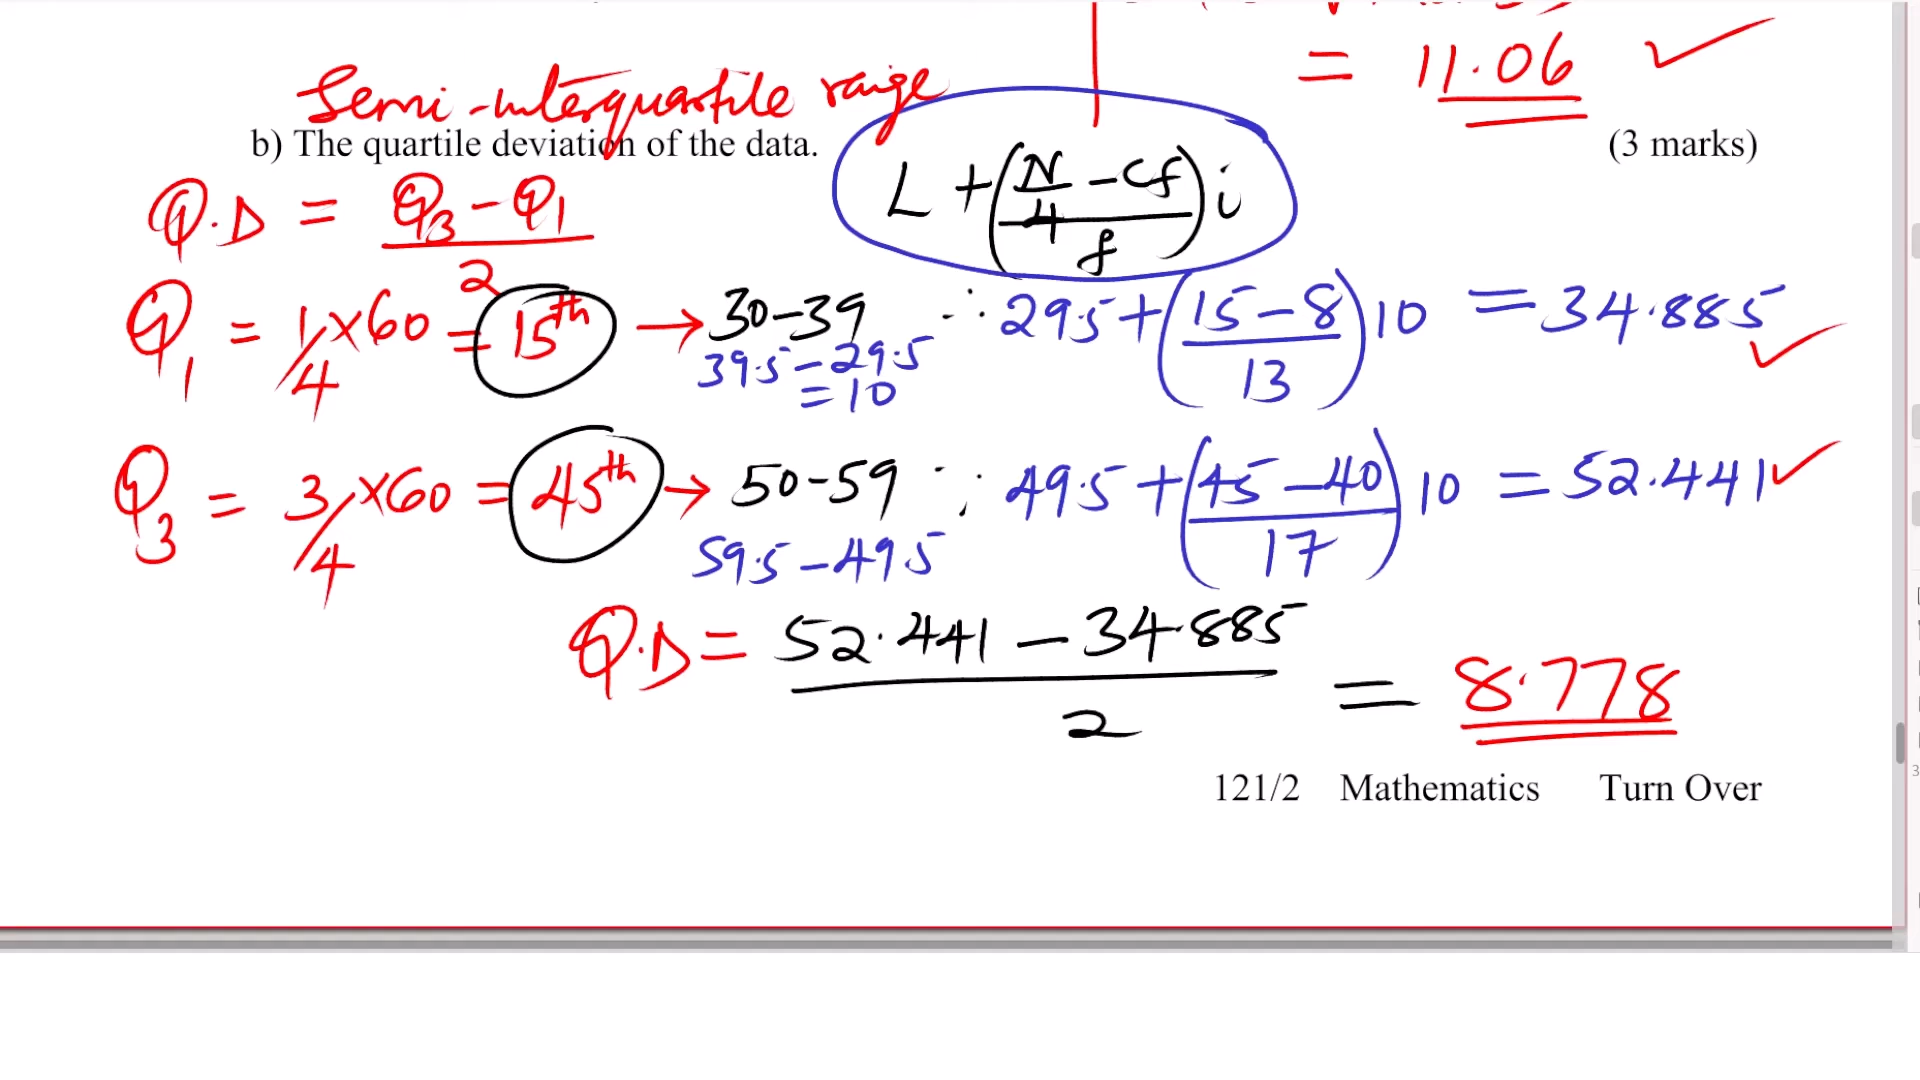 = 11.06 ✓
Semi-interquartile range
b) The quartile deviation of the data. (3 marks)
Q.D = (Q3 - Q1)/2
L + ((N/4 - Cf)/f) i
Q1 = 1/4 × 60 = 15th → 30-39 ∴ 29.5 + ((15 - 8)/13) 10 = 34.885 ✓
39.5 - 29.5
= 10
Q3 = 3/4 × 60 = 45th → 50-59 ∴ 49.5 + ((45 - 40)/17) 10 = 52.441 ✓
59.5 - 49.5
Q.D = (52.441 - 34.885)/2 = 8.778
121/2 Mathematics Turn Over